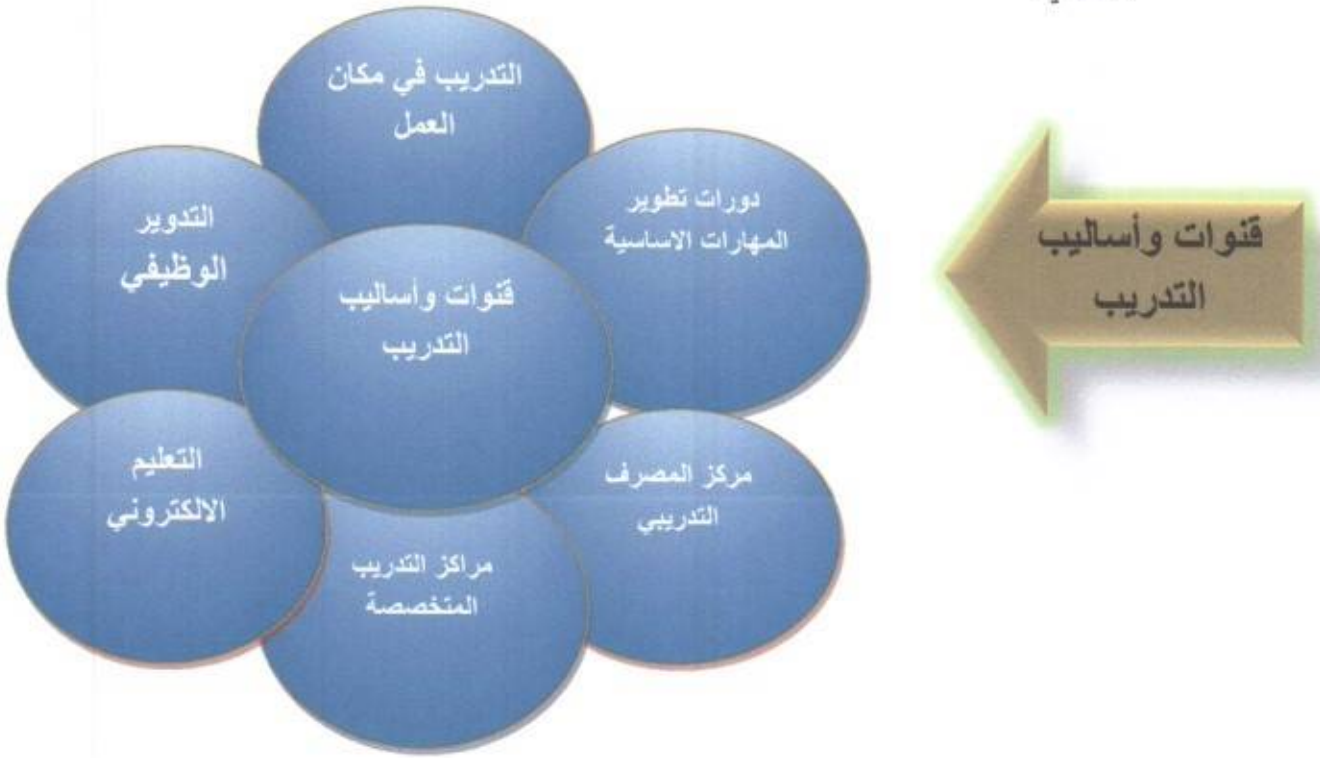 قنوات وأساليب
التدريب
التدريب في مكان
العمل
دورات تطوير
المهارات الاساسية
التدوير
الوظيفي
قنوات وأساليب
التدريب
مركز المصرف
التدريبي
التعليم
الالكتروني
مراكز التدريب
المتخصصة